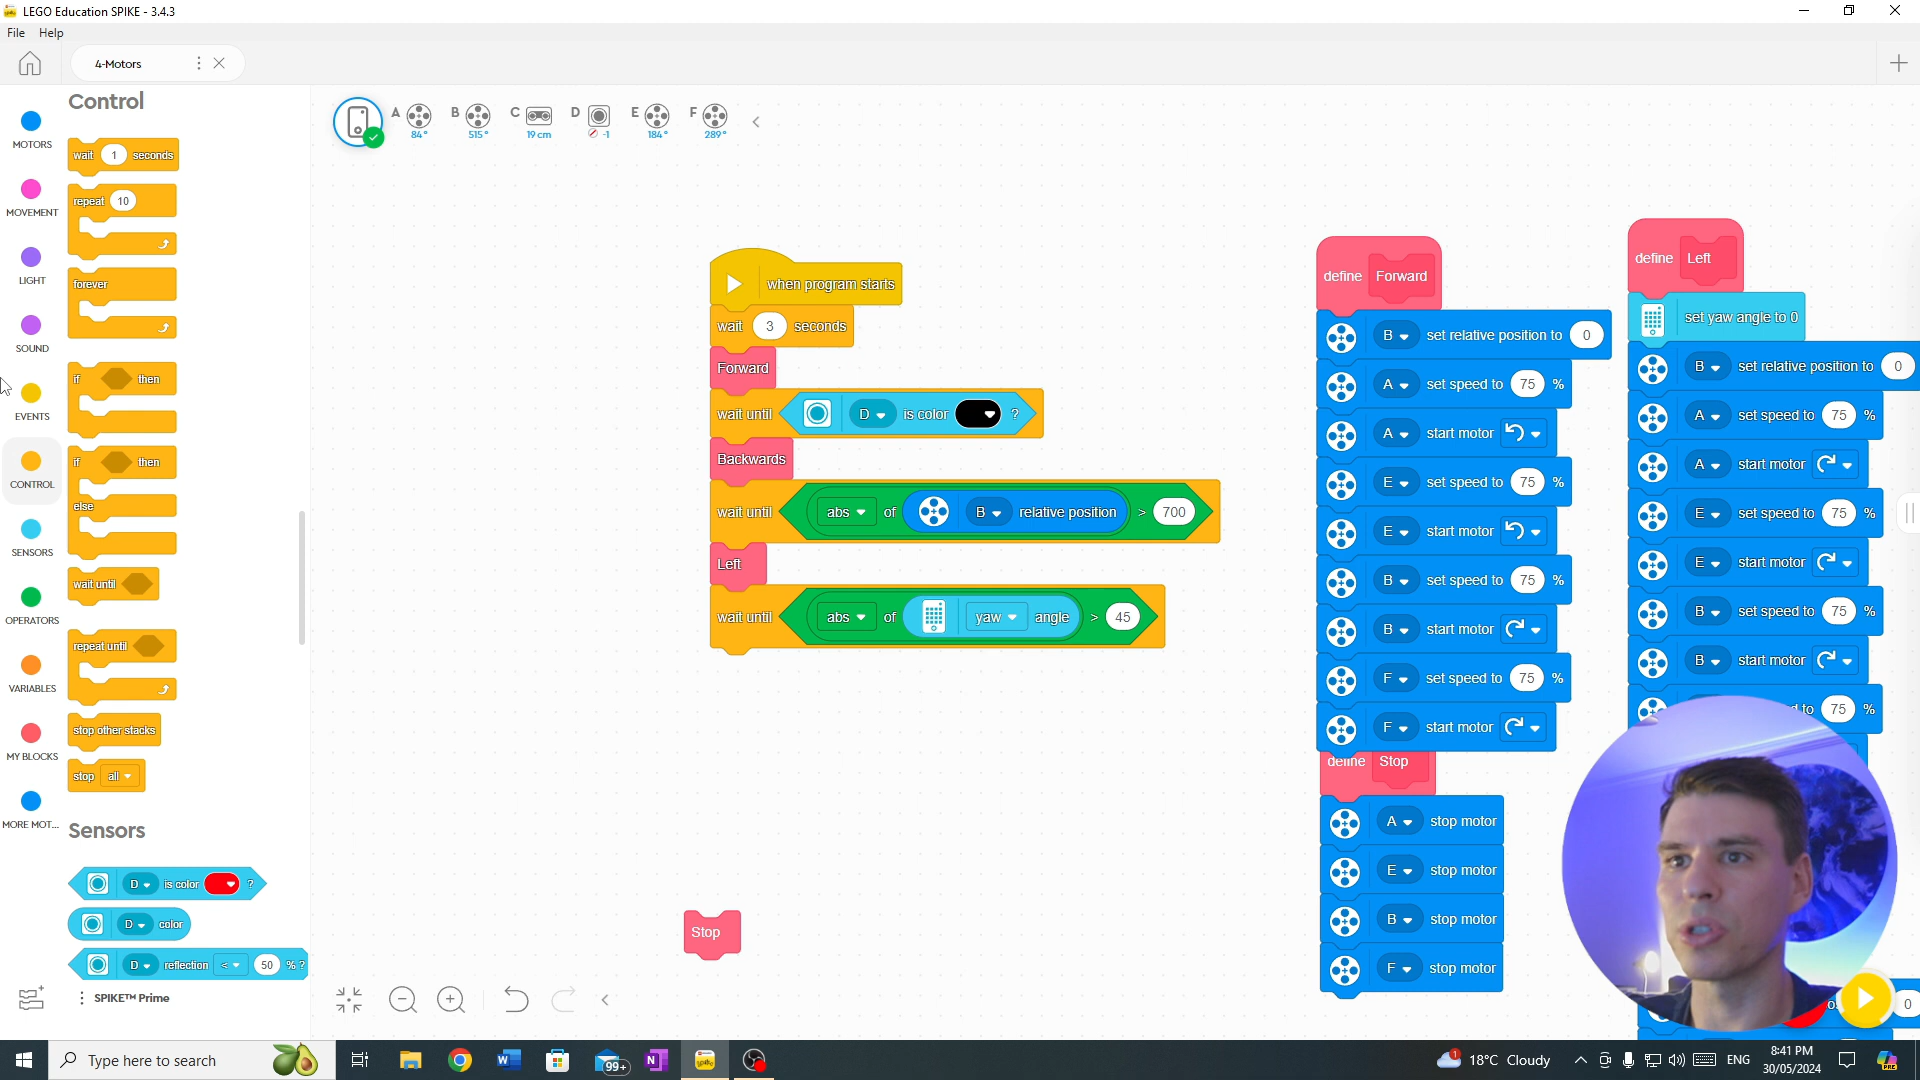 LEGO Education SPIKE - 3.4.3
File Help
4-Motors
Control
A 84° B 515° C 19 cm D -1 E 184° F 289°
MOTORS
MOVEMENT
LIGHT
SOUND
EVENTS
CONTROL
SENSORS
OPERATORS
VARIABLES
MY BLOCKS
MORE MOT...
wait 1 seconds
repeat 10
forever
if then
if then
else
wait until
repeat until
stop other stacks
stop all
Sensors
D is color ?
D color
D reflection < 50 % ?
SPIKE™ Prime
when program starts
wait 3 seconds
Forward
wait until D is color ?
Backwards
wait until abs of B relative position > 700
Left
wait until abs of yaw angle > 45
Stop
define Forward
B set relative position to 0
A set speed to 75 %
A start motor
E set speed to 75 %
E start motor
B set speed to 75 %
B start motor
F set speed to 75 %
F start motor
define Stop
A stop motor
E stop motor
B stop motor
F stop motor
define Left
set yaw angle to 0
B set relative position to 0
A set speed to 75 %
A start motor
E set speed to 75 %
E start motor
B set speed to 75 %
B start motor
to 75 %
0
Type here to search
99+
1
18°C Cloudy
ENG
8:41 PM
30/05/2024
PRE